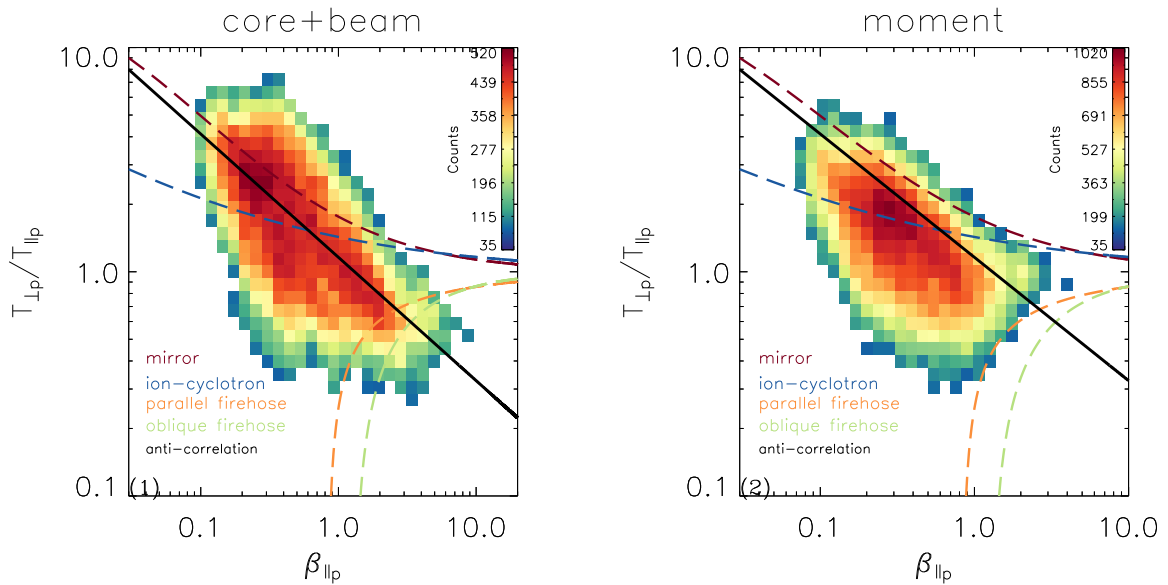 core+beam
10.0
1.0
0.1
T⊥p/T∥p
520
439
358
277
196
115
35
Counts
mirror
ion−cyclotron
parallel firehose
oblique firehose
anti−correlation
(1)
0.1
1.0
10.0
β∥p
moment
10.0
1.0
0.1
T⊥p/T∥p
1020
855
691
527
363
199
35
Counts
mirror
ion−cyclotron
parallel firehose
oblique firehose
anti−correlation
(2)
0.1
1.0
10.0
β∥p